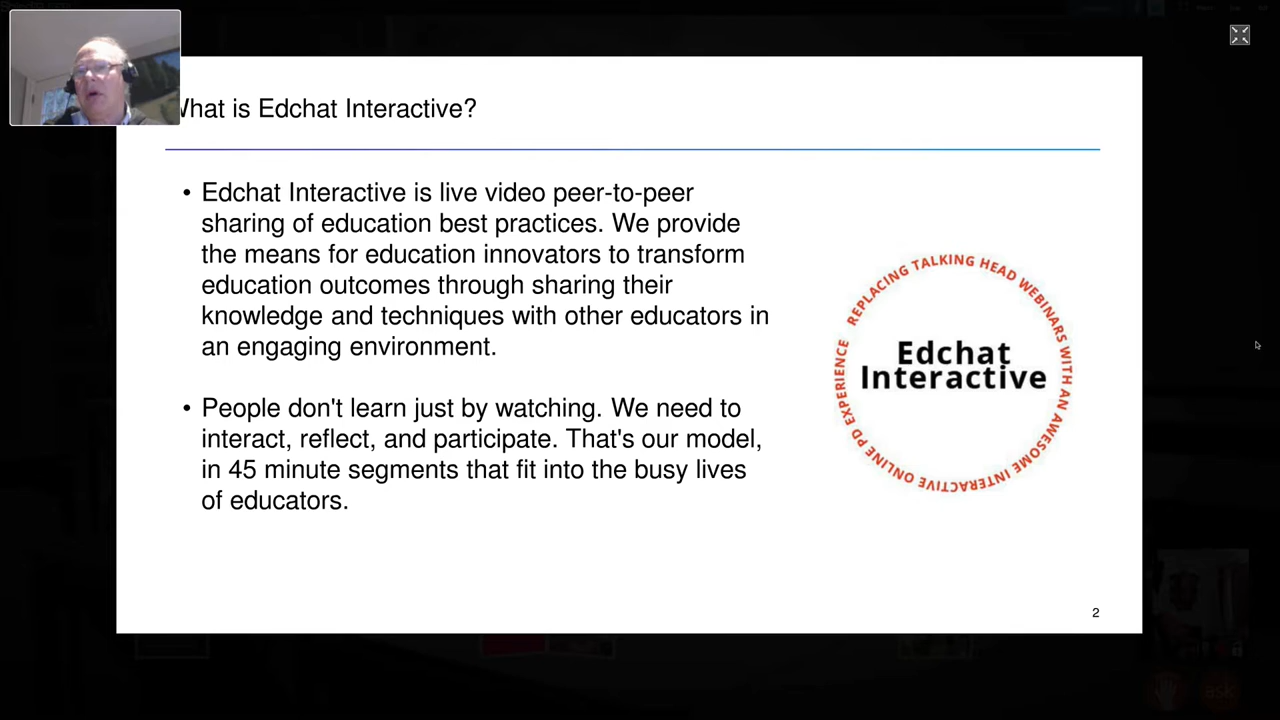 What is Edchat Interactive?
• Edchat Interactive is live video peer-to-peer
sharing of education best practices. We provide
the means for education innovators to transform
education outcomes through sharing their
knowledge and techniques with other educators in
an engaging environment.
• People don't learn just by watching. We need to
interact, reflect, and participate. That's our model,
in 45 minute segments that fit into the busy lives
of educators.
REPLACING TALKING HEAD WEBINARS WITH AN AWESOME INTERACTIVE ONLINE PD EXPERIENCE
Edchat
Interactive
2
ask